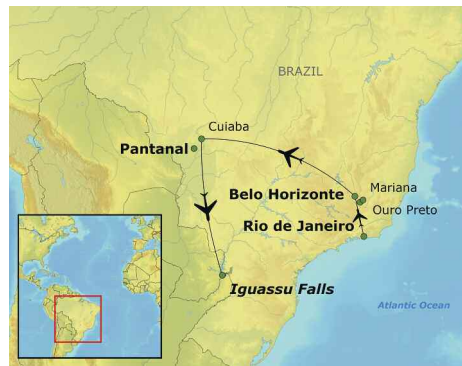 BRAZIL
Cuiaba
Pantanal
Mariana
Belo Horizonte
Ouro Preto
Rio de Janeiro
Iguassu Falls
Atlantic Ocean